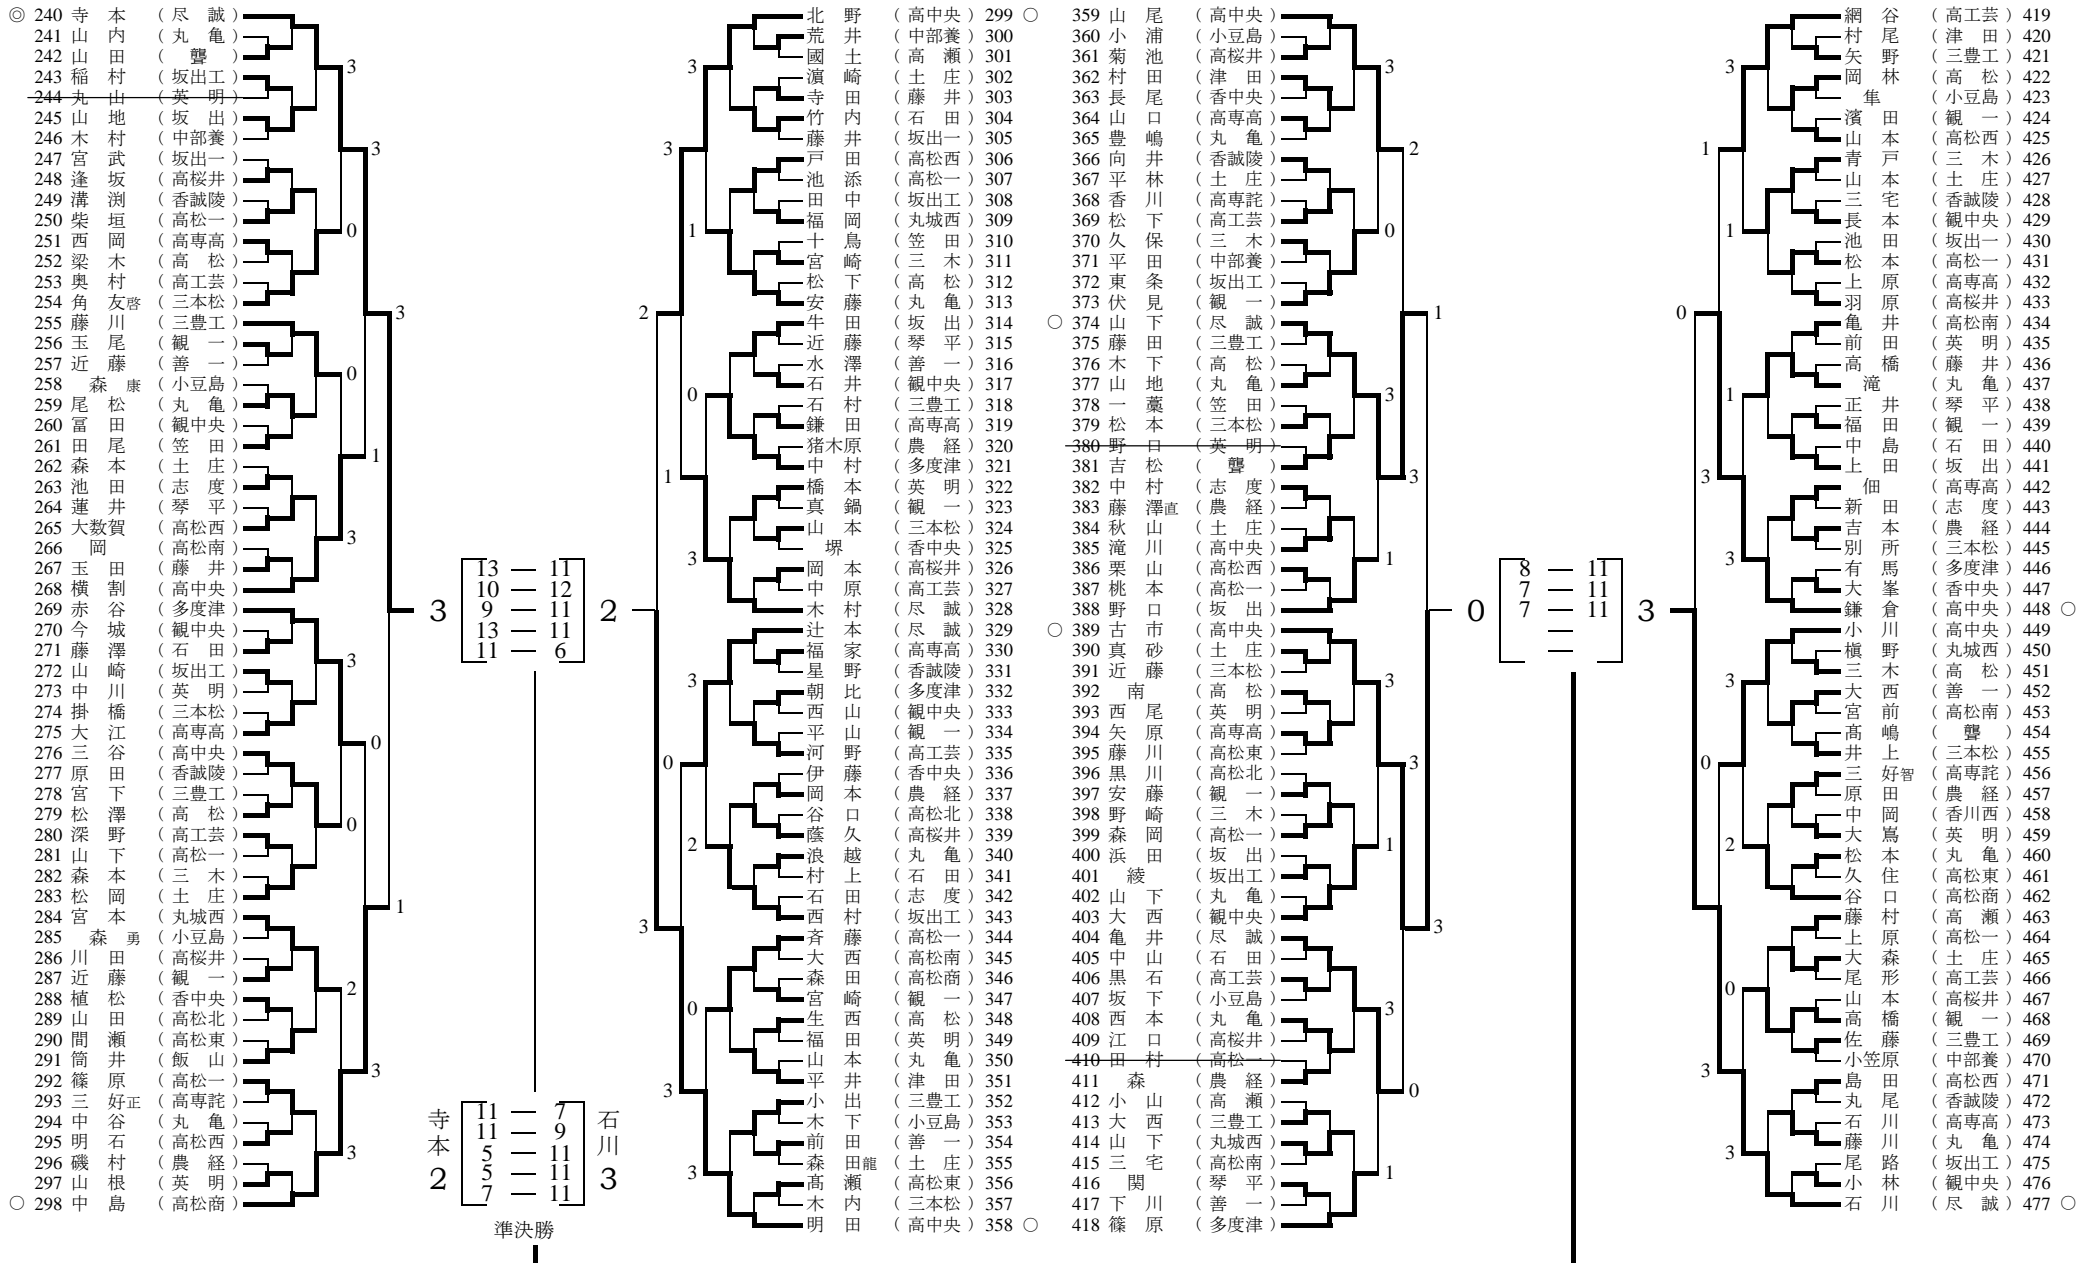 ◎ 240 寺 本 ( 尽 誠 )
241 山 内 ( 丸 亀 )
242 山 田 ( 聾 )
243 稲 村 ( 坂出工 )
244 丸 山 ( 英 明 )
245 山 地 ( 坂 出 )
246 木 村 ( 中部養 )
247 宮 武 ( 坂出一 )
248 逢 坂 ( 高桜井 )
249 溝 渕 ( 香誠陵 )
250 柴 垣 ( 高松一 )
251 西 岡 ( 高専高 )
252 梁 木 ( 高 松 )
253 奥 村 ( 高工芸 )
254 角 友啓 ( 三本松 )
255 藤 川 ( 三豊工 )
256 玉 尾 ( 観 一 )
257 近 藤 ( 善 一 )
258 森 康 ( 小豆島 )
259 尾 松 ( 丸 亀 )
260 冨 田 ( 観中央 )
261 田 尾 ( 笠 田 )
262 森 本 ( 土 庄 )
263 池 田 ( 志 度 )
264 蓮 井 ( 琴 平 )
265 大数賀 ( 高松西 )
266 岡 ( 高松南 )
267 玉 田 ( 藤 井 )
268 横 割 ( 高中央 )
269 赤 谷 ( 多度津 )
270 今 城 ( 観中央 )
271 藤 澤 ( 石 田 )
272 山 崎 ( 坂出工 )
273 中 川 ( 英 明 )
274 掛 橋 ( 三本松 )
275 大 江 ( 高専高 )
276 三 谷 ( 高中央 )
277 原 田 ( 香誠陵 )
278 宮 下 ( 三豊工 )
279 松 澤 ( 高 松 )
280 深 野 ( 高工芸 )
281 山 下 ( 高松一 )
282 森 本 ( 三 木 )
283 松 岡 ( 土 庄 )
284 宮 本 ( 丸城西 )
285 森 勇 ( 小豆島 )
286 川 田 ( 高桜井 )
287 近 藤 ( 観 一 )
288 植 松 ( 香中央 )
289 山 田 ( 高松北 )
290 間 瀬 ( 高松東 )
291 筒 井 ( 飯 山 )
292 篠 原 ( 高松一 )
293 三 好正 ( 高専詫 )
294 中 谷 ( 丸 亀 )
295 明 石 ( 高松西 )
296 磯 村 ( 農 経 )
297 山 根 ( 英 明 )
○ 298 中 島 ( 高松商 )
3
3
0
3
0
1
3
3
0
0
1
2
3
3
3
13 — 11
10 — 12
9 — 11
13 — 11
11 — 6
2
寺本
2
11 — 7
11 — 9
5 — 11
5 — 11
7 — 11
石川
3
準決勝
3
3
1
2
0
1
3
3
0
2
3
0
3
3
北 野 ( 高中央 ) 299 ○
荒 井 ( 中部養 ) 300
國 土 ( 高 瀬 ) 301
濵 崎 ( 土 庄 ) 302
寺 田 ( 藤 井 ) 303
竹 内 ( 石 田 ) 304
藤 井 ( 坂出一 ) 305
戸 田 ( 高松西 ) 306
池 添 ( 高松一 ) 307
田 中 ( 坂出工 ) 308
福 岡 ( 丸城西 ) 309
十 鳥 ( 笠 田 ) 310
宮 崎 ( 三 木 ) 311
松 下 ( 高 松 ) 312
安 藤 ( 丸 亀 ) 313
牛 田 ( 坂 出 ) 314
近 藤 ( 琴 平 ) 315
水 澤 ( 善 一 ) 316
石 井 ( 観中央 ) 317
石 村 ( 三豊工 ) 318
鎌 田 ( 高専高 ) 319
猪木原 ( 農 経 ) 320
中 村 ( 多度津 ) 321
橋 本 ( 英 明 ) 322
真 鍋 ( 観 一 ) 323
山 本 ( 三本松 ) 324
堺 ( 香中央 ) 325
岡 本 ( 高桜井 ) 326
中 原 ( 高工芸 ) 327
木 村 ( 尽 誠 ) 328
辻 本 ( 尽 誠 ) 329
福 家 ( 高専高 ) 330
星 野 ( 香誠陵 ) 331
朝 比 ( 多度津 ) 332
西 山 ( 観中央 ) 333
平 山 ( 観 一 ) 334
河 野 ( 高工芸 ) 335
伊 藤 ( 香中央 ) 336
岡 本 ( 農 経 ) 337
谷 口 ( 高松北 ) 338
蔭 久 ( 高桜井 ) 339
浪 越 ( 丸 亀 ) 340
村 上 ( 石 田 ) 341
石 田 ( 志 度 ) 342
西 村 ( 坂出工 ) 343
斉 藤 ( 高松一 ) 344
大 西 ( 高松南 ) 345
森 田 ( 高松商 ) 346
宮 崎 ( 観 一 ) 347
生 西 ( 高 松 ) 348
福 田 ( 英 明 ) 349
山 本 ( 丸 亀 ) 350
平 井 ( 津 田 ) 351
小 出 ( 三豊工 ) 352
木 下 ( 小豆島 ) 353
前 田 ( 善 一 ) 354
森 田龍 ( 土 庄 ) 355
髙 瀬 ( 高松東 ) 356
木 内 ( 三本松 ) 357
明 田 ( 高中央 ) 358 ○
359 山 尾 ( 高中央 )
360 小 浦 ( 小豆島 )
361 菊 池 ( 高桜井 )
362 村 田 ( 津 田 )
363 長 尾 ( 香中央 )
364 山 口 ( 高専高 )
365 豊 嶋 ( 丸 亀 )
366 向 井 ( 香誠陵 )
367 平 林 ( 土 庄 )
368 香 川 ( 高専詫 )
369 松 下 ( 高工芸 )
370 久 保 ( 三 木 )
371 平 田 ( 中部養 )
372 東 条 ( 坂出工 )
373 伏 見 ( 観 一 )
○ 374 山 下 ( 尽 誠 )
375 藤 田 ( 三豊工 )
376 木 下 ( 高 松 )
377 山 地 ( 丸 亀 )
378 一 藁 ( 笠 田 )
379 松 本 ( 三本松 )
380 野 口 ( 英 明 )
381 吉 松 ( 聾 )
382 中 村 ( 志 度 )
383 藤 澤直 ( 農 経 )
384 秋 山 ( 土 庄 )
385 滝 川 ( 高中央 )
386 栗 山 ( 高松西 )
387 桃 本 ( 高松一 )
388 野 口 ( 坂 出 )
○ 389 古 市 ( 高中央 )
390 真 砂 ( 土 庄 )
391 近 藤 ( 三本松 )
392 南 ( 高 松 )
393 西 尾 ( 英 明 )
394 矢 原 ( 高専高 )
395 藤 川 ( 高松東 )
396 黒 川 ( 高松北 )
397 安 藤 ( 観 一 )
398 野 崎 ( 三 木 )
399 森 岡 ( 高松一 )
400 浜 田 ( 坂 出 )
401 綾 ( 坂出工 )
402 山 下 ( 丸 亀 )
403 大 西 ( 観中央 )
404 亀 井 ( 尽 誠 )
405 中 山 ( 石 田 )
406 黒 石 ( 高工芸 )
407 坂 下 ( 小豆島 )
408 西 本 ( 丸 亀 )
409 江 口 ( 高桜井 )
410 田 村 ( 高松一 )
411 森 ( 農 経 )
412 小 山 ( 高 瀬 )
413 大 西 ( 三豊工 )
414 山 下 ( 丸城西 )
415 三 宅 ( 高松南 )
416 関 ( 琴 平 )
417 下 川 ( 善 一 )
418 篠 原 ( 多度津 )
3
2
0
1
3
3
1
3
3
1
3
3
0
1
0
8 — 11
7 — 11
7 — 11
—
—
3
3
1
1
0
1
3
3
3
0
2
0
3
3
網 谷 ( 高工芸 ) 419
村 尾 ( 津 田 ) 420
矢 野 ( 三豊工 ) 421
岡 林 ( 高 松 ) 422
隼 ( 小豆島 ) 423
濱 田 ( 観 一 ) 424
山 本 ( 高松西 ) 425
青 戸 ( 三 木 ) 426
山 本 ( 土 庄 ) 427
三 宅 ( 香誠陵 ) 428
長 本 ( 観中央 ) 429
池 田 ( 坂出一 ) 430
松 本 ( 高松一 ) 431
上 原 ( 高専高 ) 432
羽 原 ( 高桜井 ) 433
亀 井 ( 高松南 ) 434
前 田 ( 英 明 ) 435
高 橋 ( 藤 井 ) 436
滝 ( 丸 亀 ) 437
正 井 ( 琴 平 ) 438
福 田 ( 観 一 ) 439
中 島 ( 石 田 ) 440
上 田 ( 坂 出 ) 441
佃 ( 高専高 ) 442
新 田 ( 志 度 ) 443
吉 本 ( 農 経 ) 444
別 所 ( 三本松 ) 445
有 馬 ( 多度津 ) 446
大 峯 ( 香中央 ) 447
鎌 倉 ( 高中央 ) 448 ○
小 川 ( 高中央 ) 449
槇 野 ( 丸城西 ) 450
三 木 ( 高 松 ) 451
大 西 ( 善 一 ) 452
宮 前 ( 高松南 ) 453
髙 嶋 ( 聾 ) 454
井 上 ( 三本松 ) 455
三 好智 ( 高専詫 ) 456
原 田 ( 農 経 ) 457
中 岡 ( 香川西 ) 458
大 嶌 ( 英 明 ) 459
松 本 ( 丸 亀 ) 460
久 住 ( 高松東 ) 461
谷 口 ( 高松商 ) 462
藤 村 ( 高 瀬 ) 463
上 原 ( 高松一 ) 464
大 森 ( 土 庄 ) 465
尾 形 ( 高工芸 ) 466
山 本 ( 高桜井 ) 467
高 橋 ( 観 一 ) 468
佐 藤 ( 三豊工 ) 469
小笠原 ( 中部養 ) 470
島 田 ( 高松西 ) 471
丸 尾 ( 香誠陵 ) 472
石 川 ( 高専高 ) 473
藤 川 ( 丸 亀 ) 474
尾 路 ( 坂出工 ) 475
小 林 ( 観中央 ) 476
石 川 ( 尽 誠 ) 477 ○